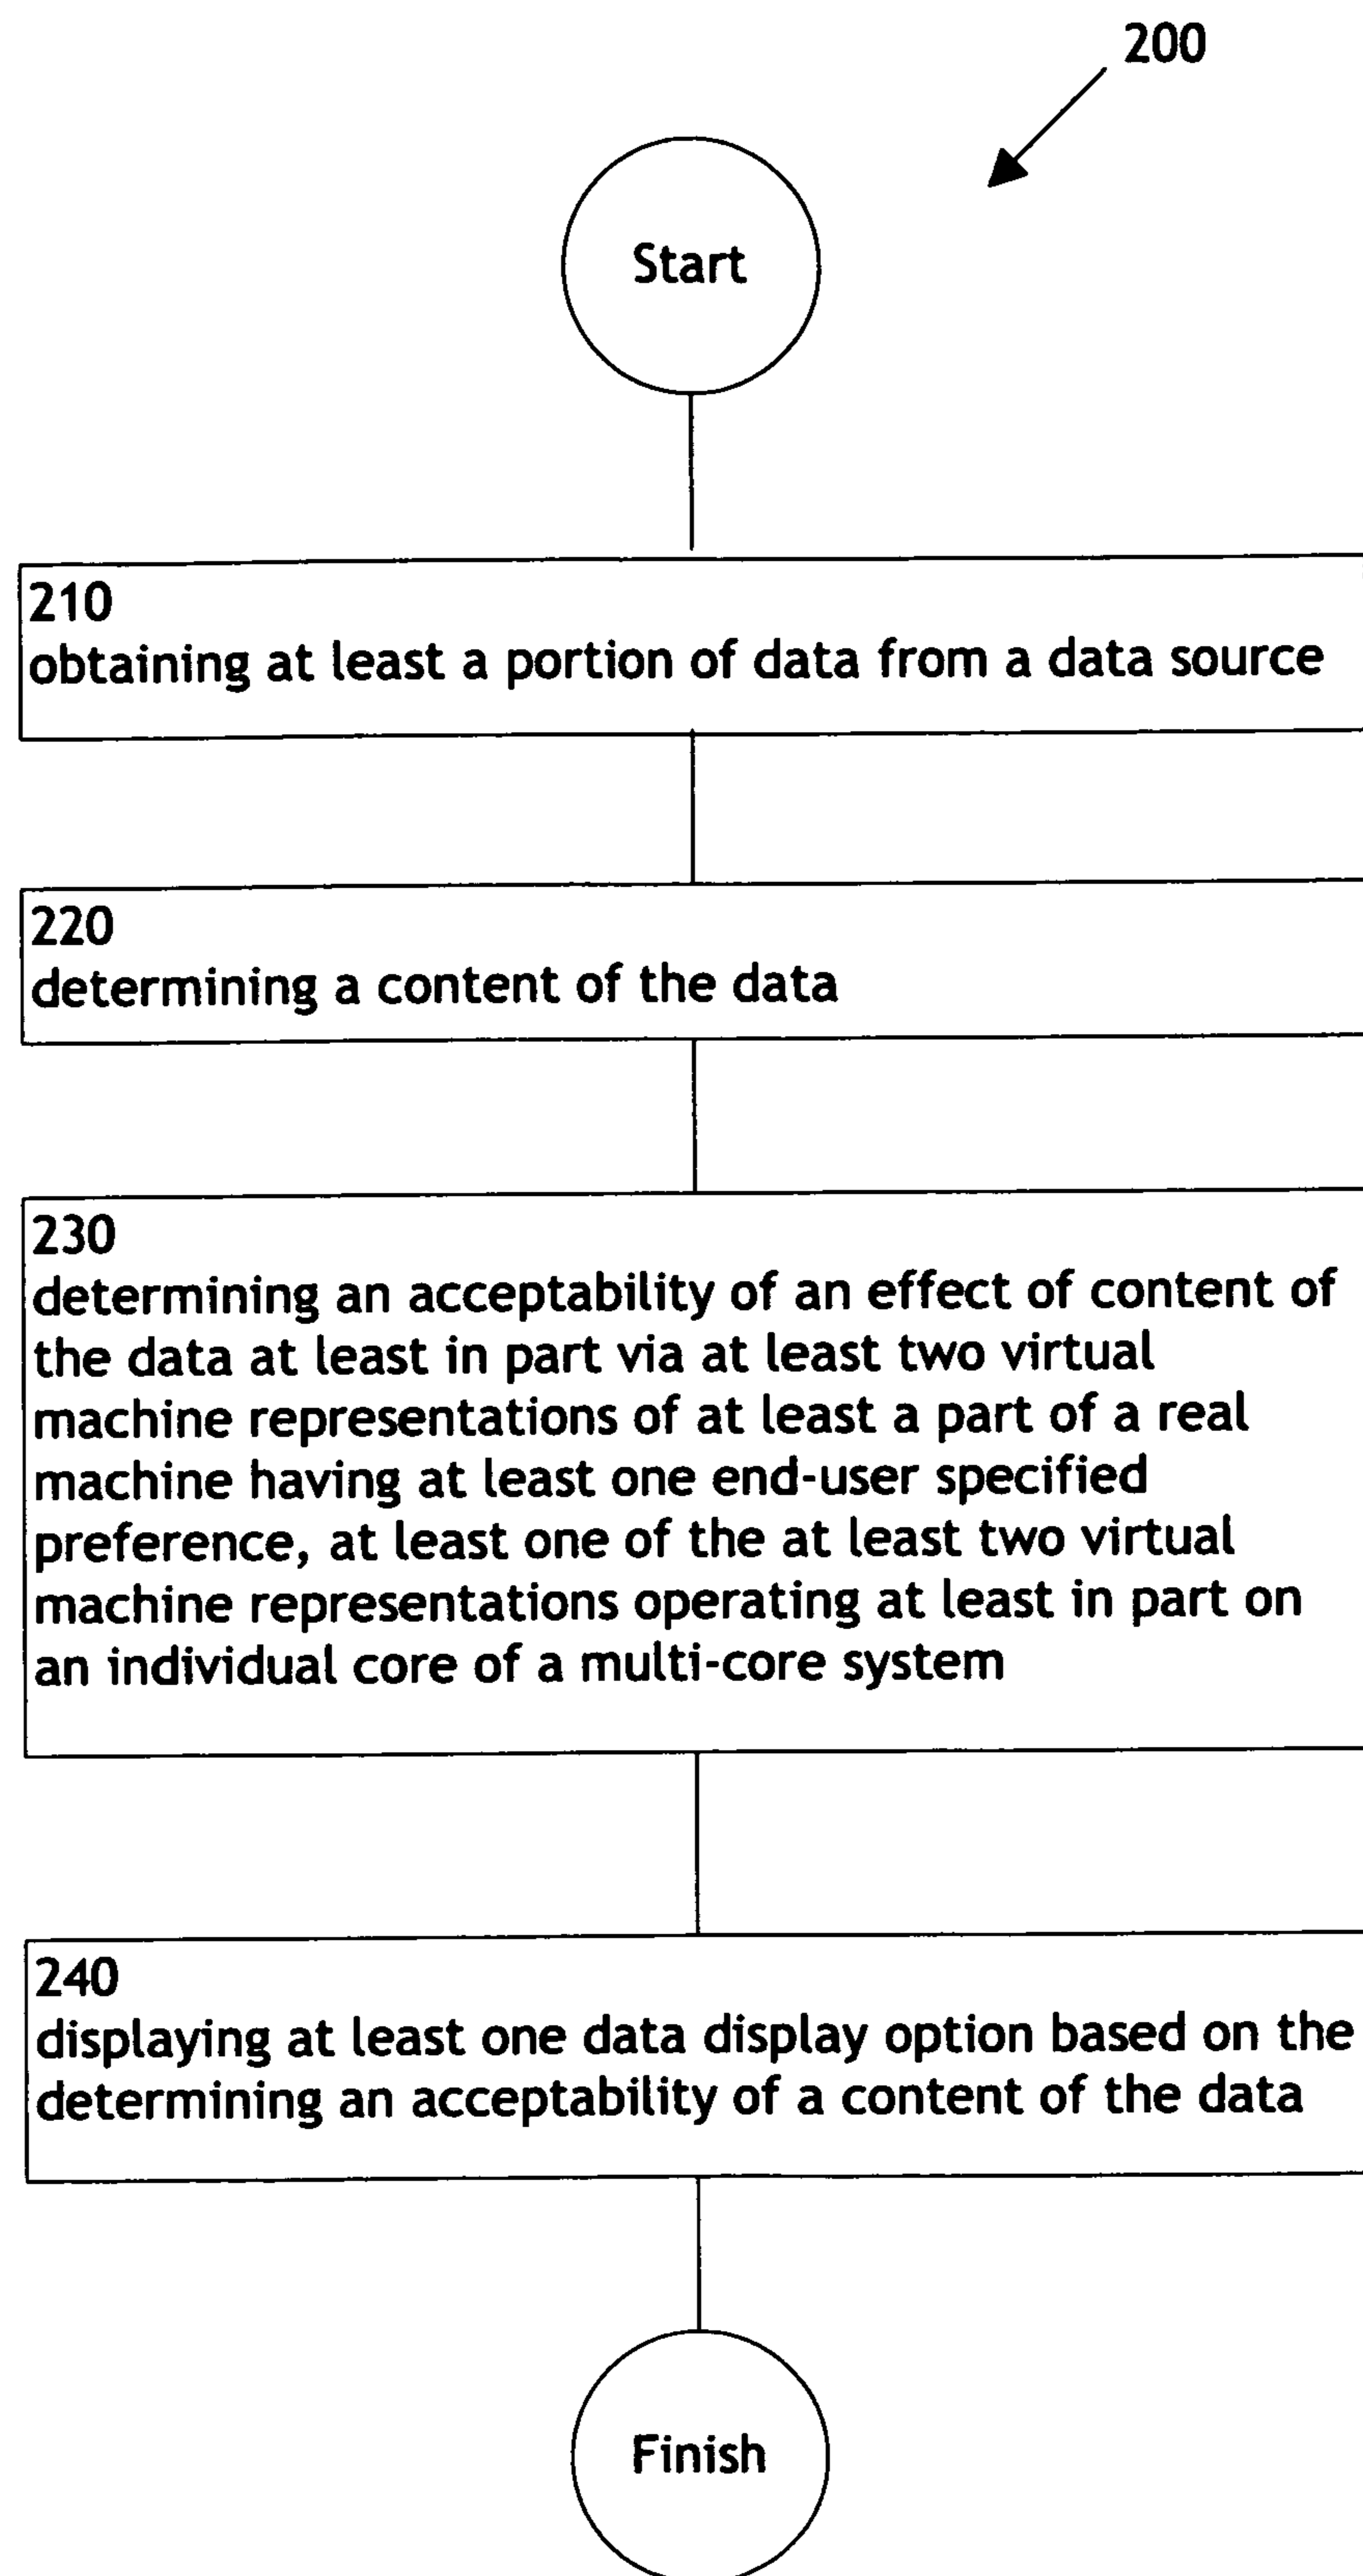 200
Start
210
obtaining at least a portion of data from a data source
220
determining a content of the data
230
determining an acceptability of an effect of content of
the data at least in part via at least two virtual
machine representations of at least a part of a real
machine having at least one end-user specified
preference, at least one of the at least two virtual
machine representations operating at least in part on
an individual core of a multi-core system
240
displaying at least one data display option based on the
determining an acceptability of a content of the data
Finish